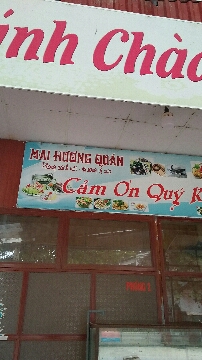 ính Chào
MAI HƯƠNG QUÁN
Cảm Ơn Quý K